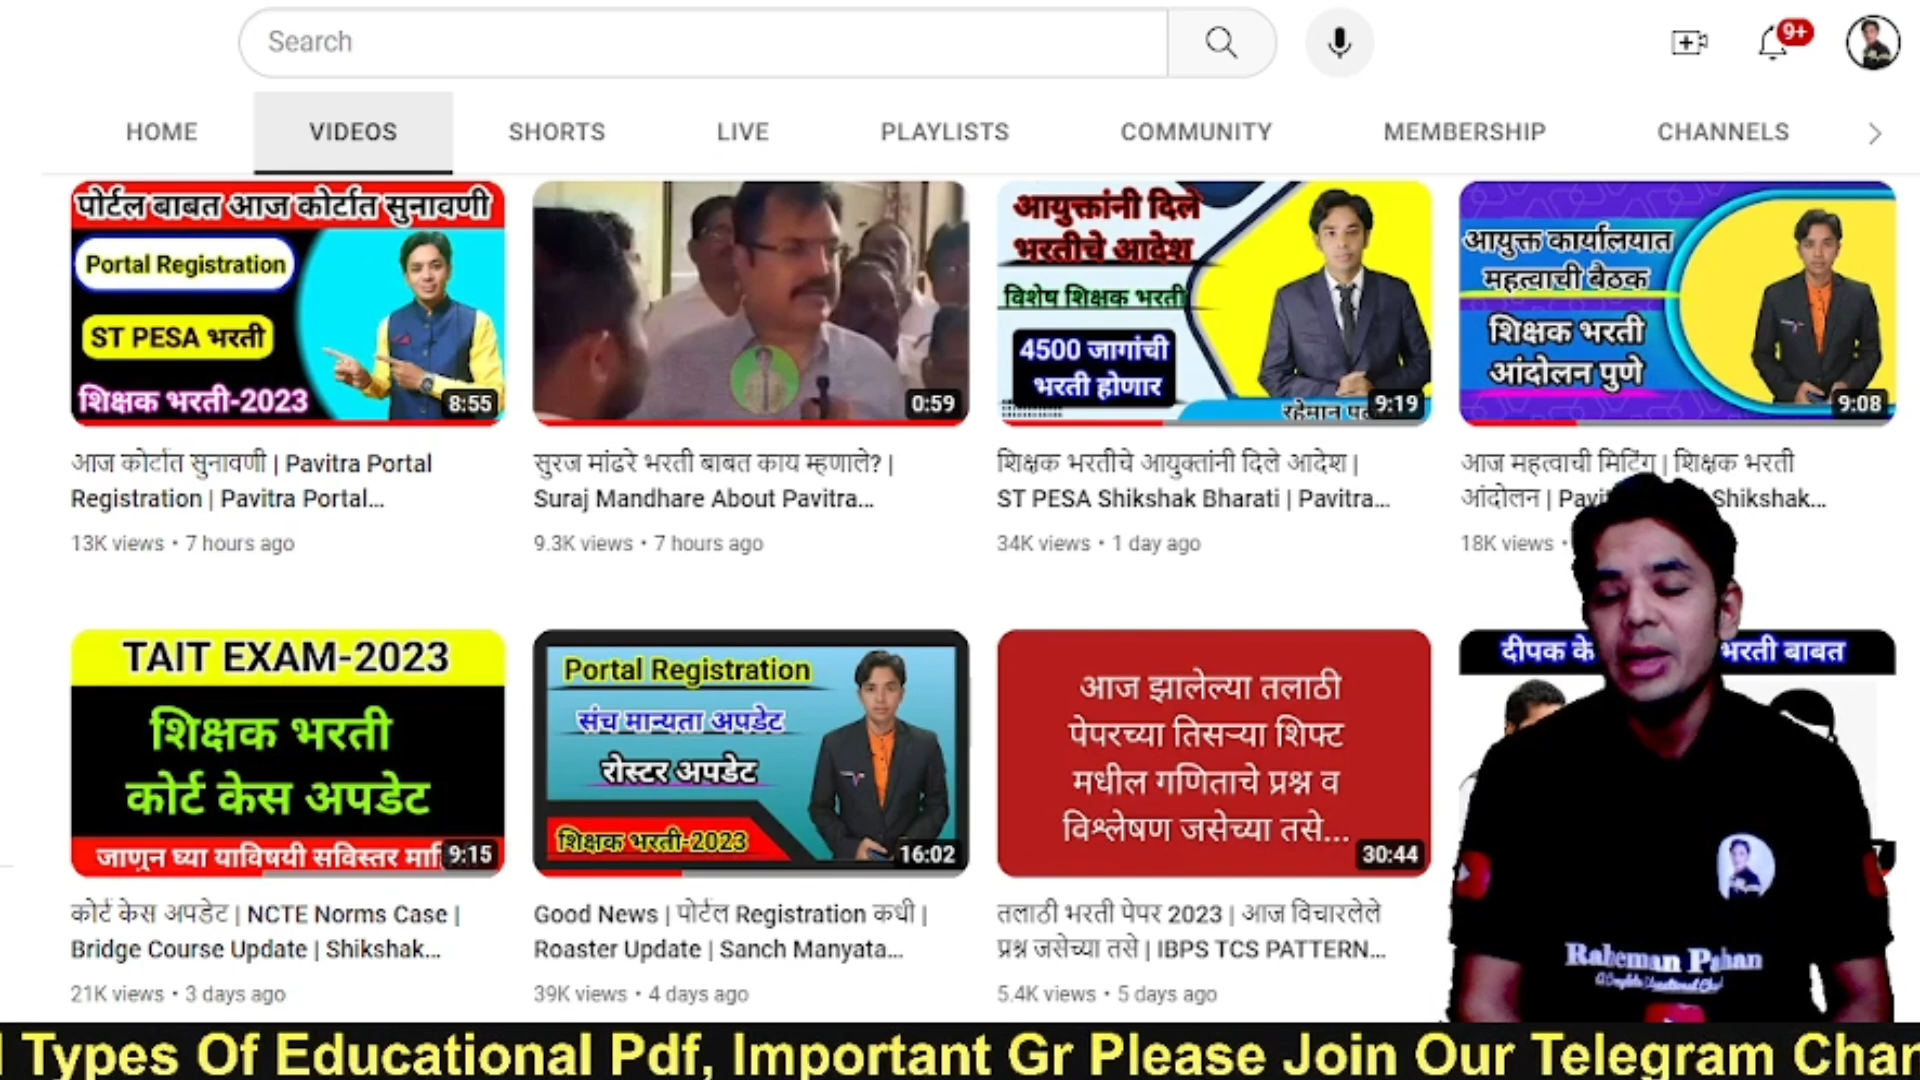 Search
9+
HOME
VIDEOS
SHORTS
LIVE
PLAYLISTS
COMMUNITY
MEMBERSHIP
CHANNELS
पोर्टल बाबत आज कोर्टात सुनावणी
Portal Registration
ST PESA भरती
शिक्षक भरती-2023
8:55
0:59
आयुक्तांनी दिले
भरतीचे आदेश
विशेष शिक्षक भरती
4500 जागांची
भरती होणार
रहेमान
9:19
आयुक्त कार्यालयात
महत्वाची बैठक
शिक्षक भरती
आंदोलन पुणे
9:08
आज कोर्टात सुनावणी | Pavitra Portal
Registration | Pavitra Portal...
13K views • 7 hours ago
सुरज मांढरे भरती बाबत काय म्हणाले? |
Suraj Mandhare About Pavitra...
9.3K views • 7 hours ago
शिक्षक भरतीचे आयुक्तांनी दिले आदेश |
ST PESA Shikshak Bharati | Pavitra...
34K views • 1 day ago
आज महत्वाची मिटिंग | शिक्षक भरती
आंदोलन | Shikshak...
18K views •
TAIT EXAM-2023
शिक्षक भरती
कोर्ट केस अपडेट
जाणुन घ्या याविषयी सविस्तर
9:15
Portal Registration
संच मान्यता अपडेट
रोस्टर अपडेट
शिक्षक भरती-2023
16:02
आज झालेल्या तलाठी
पेपरच्या तिसऱ्या शिफ्ट
मधील गणिताचे प्रश्न व
विश्लेषण जसेच्या तसे...
30:44
दीपक के भरती बाबत
कोर्ट केस अपडेट | NCTE Norms Case |
Bridge Course Update | Shikshak...
21K views • 3 days ago
Good News | पोर्टल Registration कधी |
Roaster Update | Sanch Manyata...
39K views • 4 days ago
तलाठी भरती पेपर 2023 | आज विचारलेले
प्रश्न जसेच्या तसे | IBPS TCS PATTERN...
5.4K views • 5 days ago
Raheman
Types Of Educational Pdf, Important Gr Please Join Our Telegram